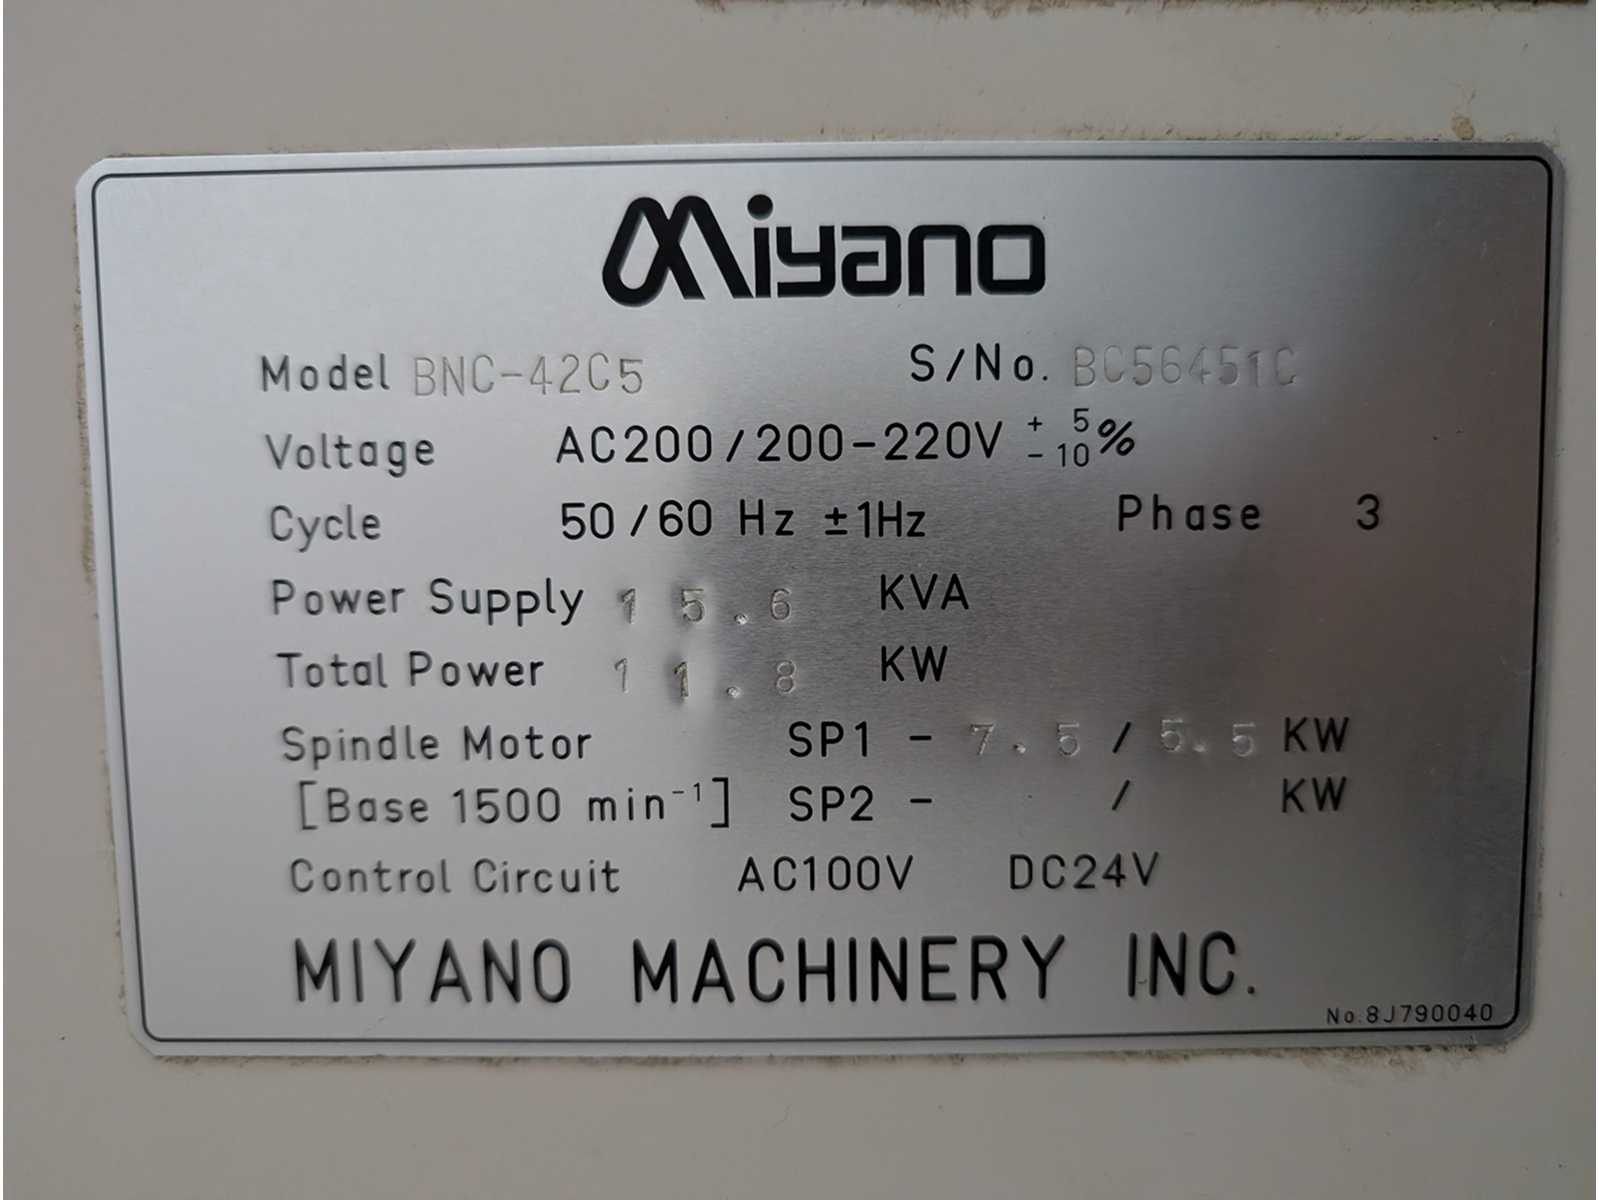 Miyano
Model BNC-42C5 S/No. BC56451C
Voltage AC200/200-220V + 5 - 10 %
Cycle 50/60 Hz ±1Hz Phase 3
Power Supply 15.6 KVA
Total Power 11.8 KW
Spindle Motor SP1 - 7.5 / 5.5 KW
[Base 1500 min⁻¹] SP2 - / KW
Control Circuit AC100V DC24V
MIYANO MACHINERY INC.
No.8J790040